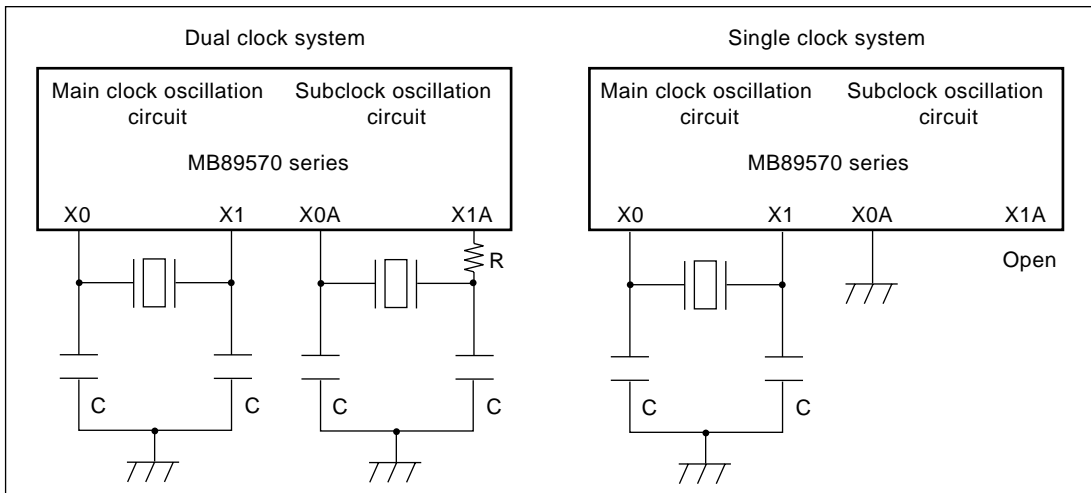 Dual clock system
Main clock oscillation
circuit
Subclock oscillation
circuit
MB89570 series
X0 X1 X0A X1A
R
C C C C
Single clock system
Main clock oscillation
circuit
Subclock oscillation
circuit
MB89570 series
X0 X1 X0A X1A
Open
C C